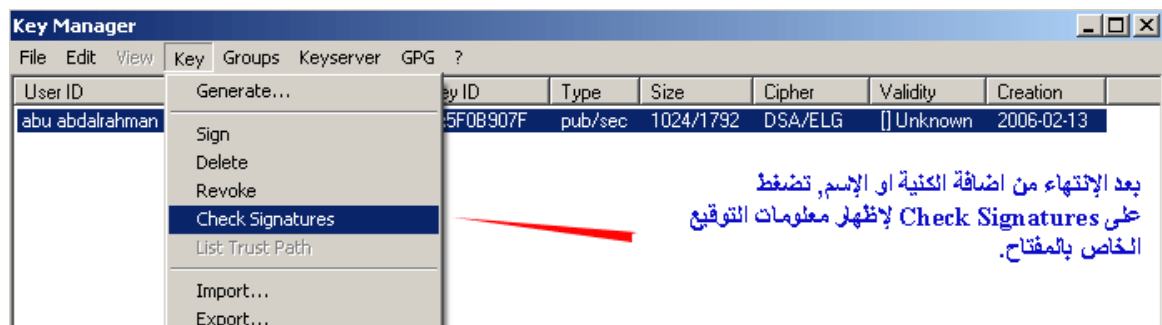 Key Manager
File Edit View Key Groups Keyserver GPG ?
User ID ey ID Type Size Cipher Validity Creation
abu abdalrahman 5F0B907F pub/sec 1024/1792 DSA/ELG [] Unknown 2006-02-13
Generate...
Sign
Delete
Revoke
Check Signatures
List Trust Path
Import...
Export...
بعد الإنتهاء من اضافة الكنية او الإسم, تضغط
على Check Signatures لإظهار معلومات التوقيع
الخاص بالمفتاح.